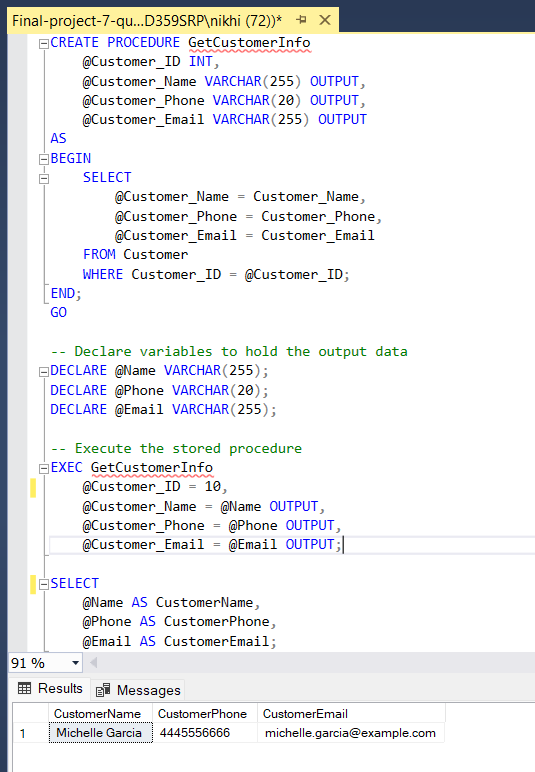 Final-project-7-qu...D359SRP\nikhi (72))*
CREATE PROCEDURE GetCustomerInfo
    @Customer_ID INT,
    @Customer_Name VARCHAR(255) OUTPUT,
    @Customer_Phone VARCHAR(20) OUTPUT,
    @Customer_Email VARCHAR(255) OUTPUT
AS
BEGIN
    SELECT
        @Customer_Name = Customer_Name,
        @Customer_Phone = Customer_Phone,
        @Customer_Email = Customer_Email
    FROM Customer
    WHERE Customer_ID = @Customer_ID;
END;
GO
-- Declare variables to hold the output data
DECLARE @Name VARCHAR(255);
DECLARE @Phone VARCHAR(20);
DECLARE @Email VARCHAR(255);
-- Execute the stored procedure
EXEC GetCustomerInfo
    @Customer_ID = 10,
    @Customer_Name = @Name OUTPUT,
    @Customer_Phone = @Phone OUTPUT,
    @Customer_Email = @Email OUTPUT;
SELECT
    @Name AS CustomerName,
    @Phone AS CustomerPhone,
    @Email AS CustomerEmail;
91 %
Results Messages
CustomerName CustomerPhone CustomerEmail
1 Michelle Garcia 4445556666 michelle.garcia@example.com